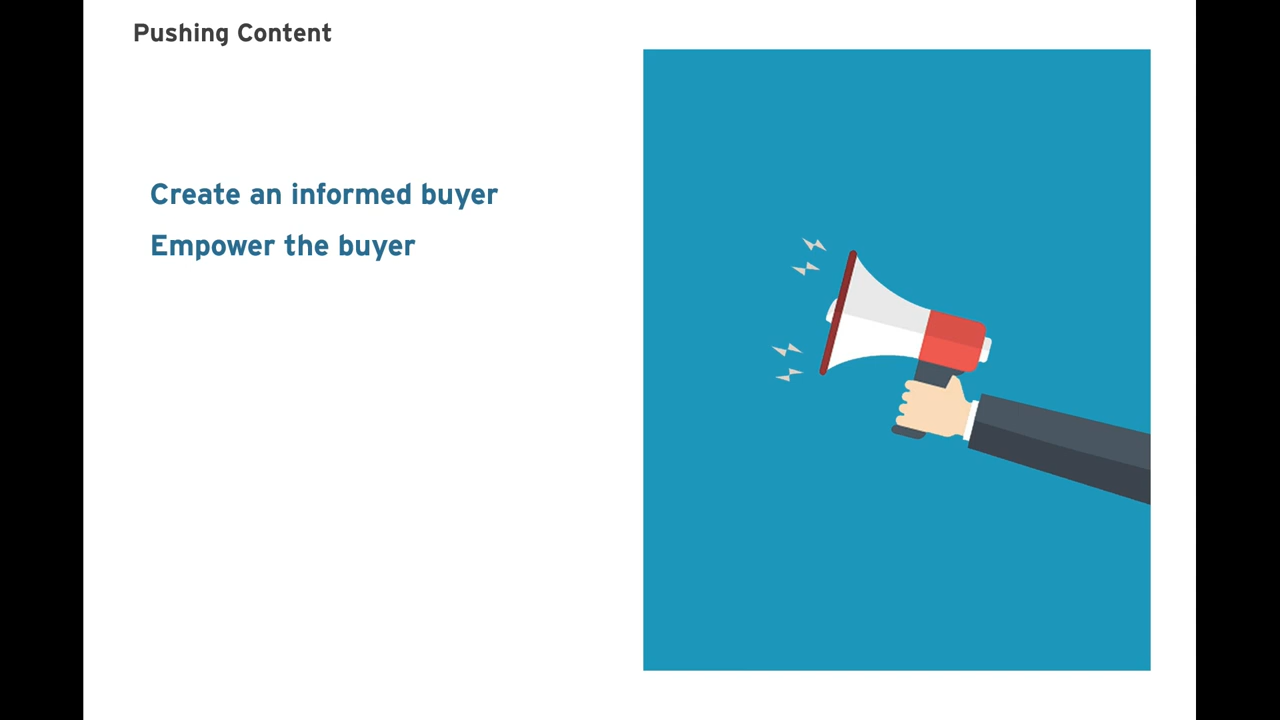 Pushing Content
Create an informed buyer
Empower the buyer